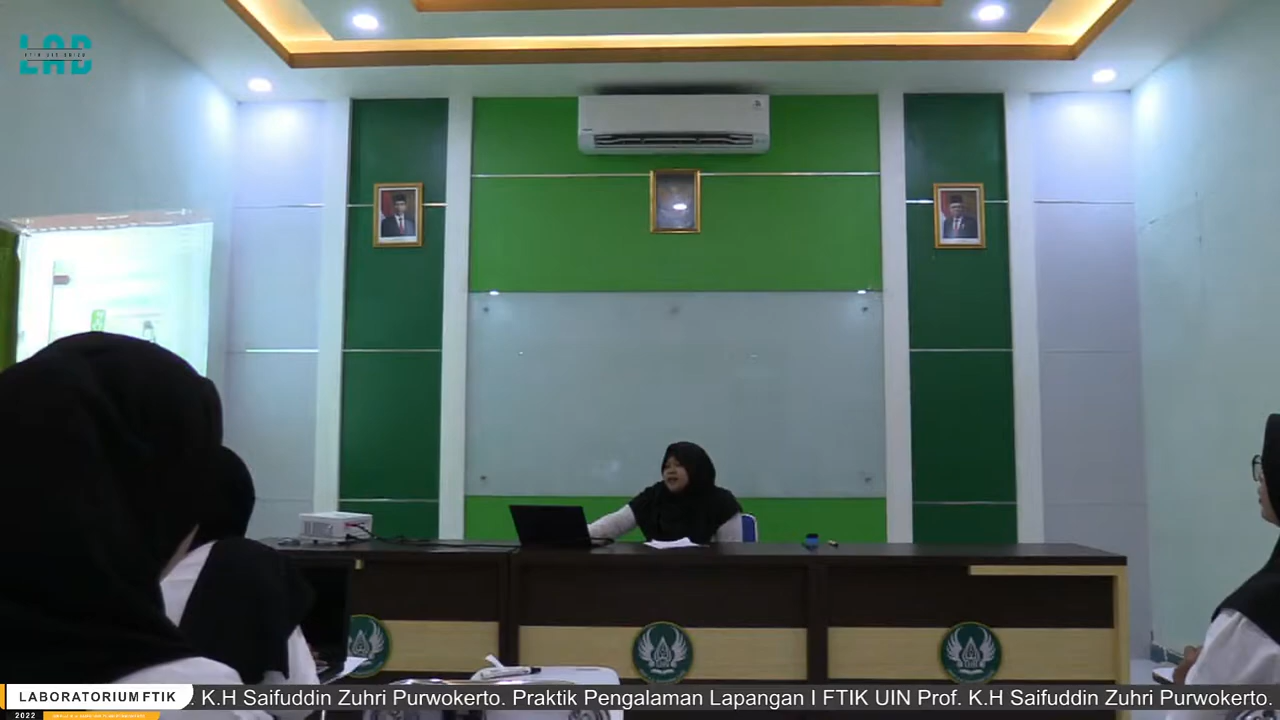 LAB
LABORATORIUM FTIK
. K.H Saifuddin Zuhri Purwokerto. Praktik Pengalaman Lapangan I FTIK UIN Prof. K.H Saifuddin Zuhri Purwokerto.
2022